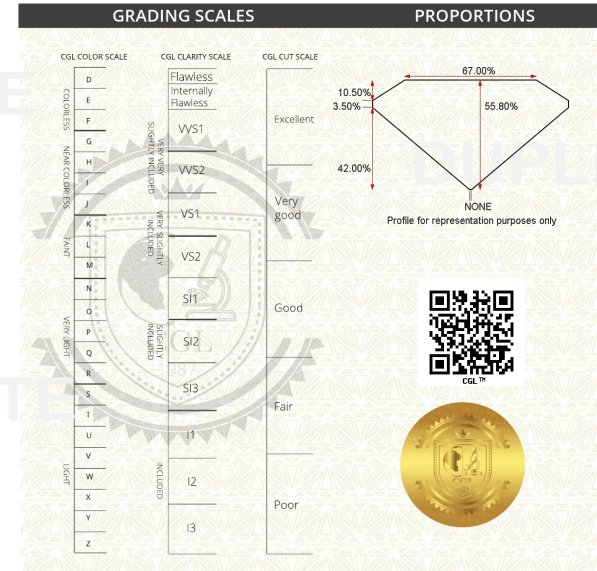 GRADING SCALES
PROPORTIONS
CGL COLOR SCALE
D
E
F
G
H
I
J
K
L
M
N
O
P
Q
R
S
T
U
V
W
X
Y
Z
COLORLESS
NEAR COLORLESS
FAINT
VERY LIGHT
LIGHT
CGL CLARITY SCALE
Flawless
Internally
Flawless
VVS1
VVS2
VS1
VS2
SI1
SI2
SI3
I1
I2
I3
VERY VERY
SLIGHTLY INCLUDED
VERY SLIGHTLY
INCLUDED
SLIGHTLY
INCLUDED
INCLUDED
CGL CUT SCALE
Excellent
Very
good
Good
Fair
Poor
67.00%
10.50%
3.50%
55.80%
42.00%
NONE
Profile for representation purposes only
CGL™
CGL
CGL